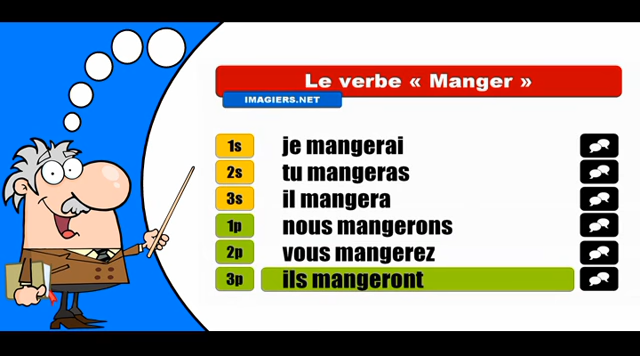 Le verbe « Manger »
IMAGIERS.NET
1s je mangerai
2s tu mangeras
3s il mangera
1p nous mangerons
2p vous mangerez
3p ils mangeront